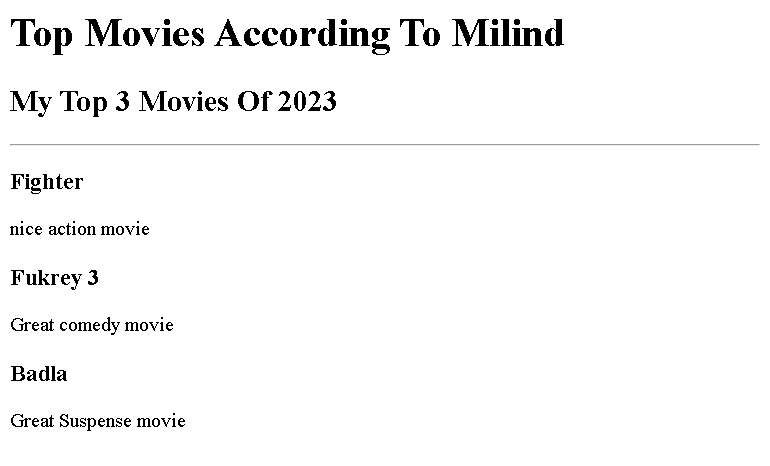 Top Movies According To Milind
My Top 3 Movies Of 2023
Fighter
nice action movie
Fukrey 3
Great comedy movie
Badla
Great Suspense movie